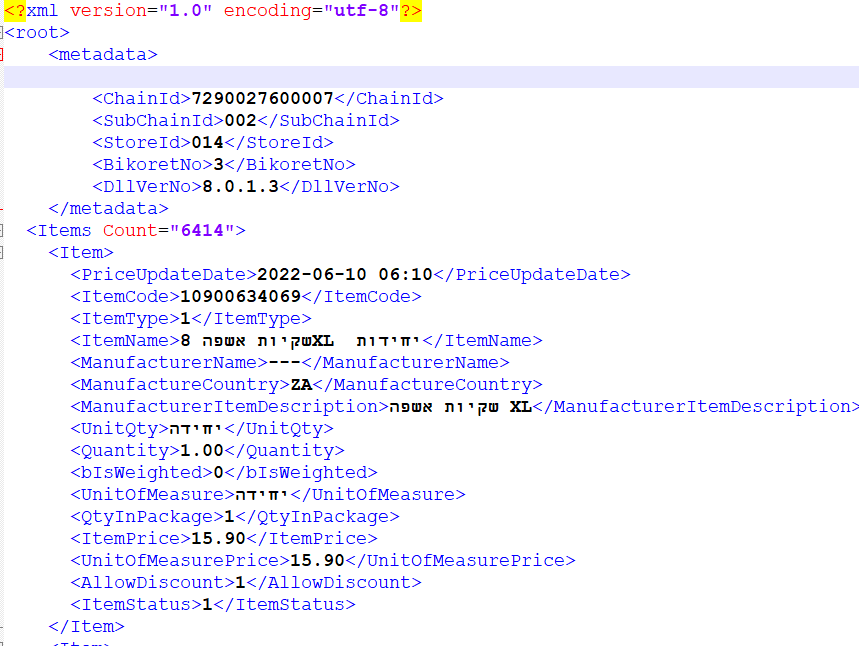 <?xml version="1.0" encoding="utf-8"?>
<root>
<metadata>
<ChainId>7290027600007</ChainId>
<SubChainId>002</SubChainId>
<StoreId>014</StoreId>
<BikoretNo>3</BikoretNo>
<DllVerNo>8.0.1.3</DllVerNo>
</metadata>
<Items Count="6414">
<Item>
<PriceUpdateDate>2022-06-10 06:10</PriceUpdateDate>
<ItemCode>10900634069</ItemCode>
<ItemType>1</ItemType>
<ItemName>שקיות אשפה 8 יחידות  XL</ItemName>
<ManufacturerName>---</ManufacturerName>
<ManufactureCountry>ZA</ManufactureCountry>
<ManufacturerItemDescription>שקיות אשפה XL</ManufacturerItemDescription>
<UnitQty>יחידה</UnitQty>
<Quantity>1.00</Quantity>
<bIsWeighted>0</bIsWeighted>
<UnitOfMeasure>יחידה</UnitOfMeasure>
<QtyInPackage>1</QtyInPackage>
<ItemPrice>15.90</ItemPrice>
<UnitOfMeasurePrice>15.90</UnitOfMeasurePrice>
<AllowDiscount>1</AllowDiscount>
<ItemStatus>1</ItemStatus>
</Item>